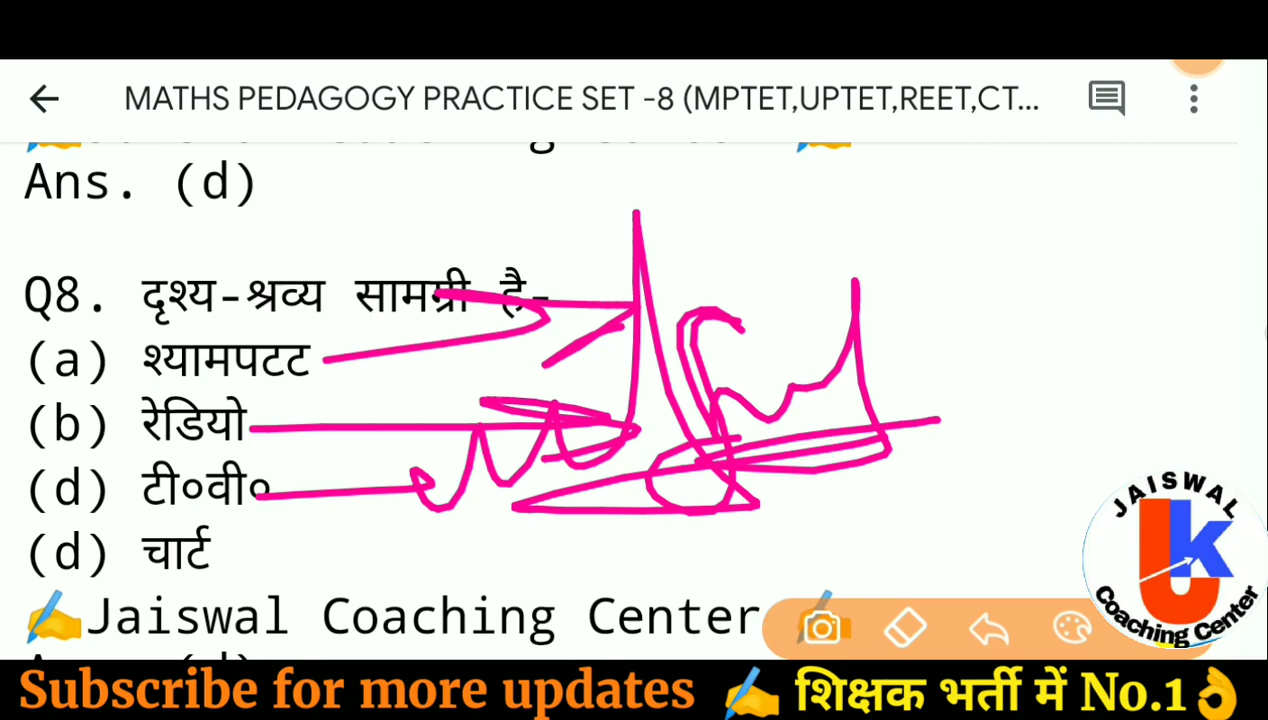 MATHS PEDAGOGY PRACTICE SET -8 (MPTET,UPTET,REET,CT...
Ans. (d)
Q8. दृश्य-श्रव्य सामग्री है-
(a) श्यामपटट
(b) रेडियो
(d) टी०वी०
(d) चार्ट
✍Jaiswal Coaching Center ✍
JAISWAL
JK
Coaching Center
Subscribe for more updates ✍ शिक्षक भर्ती में No.1👌